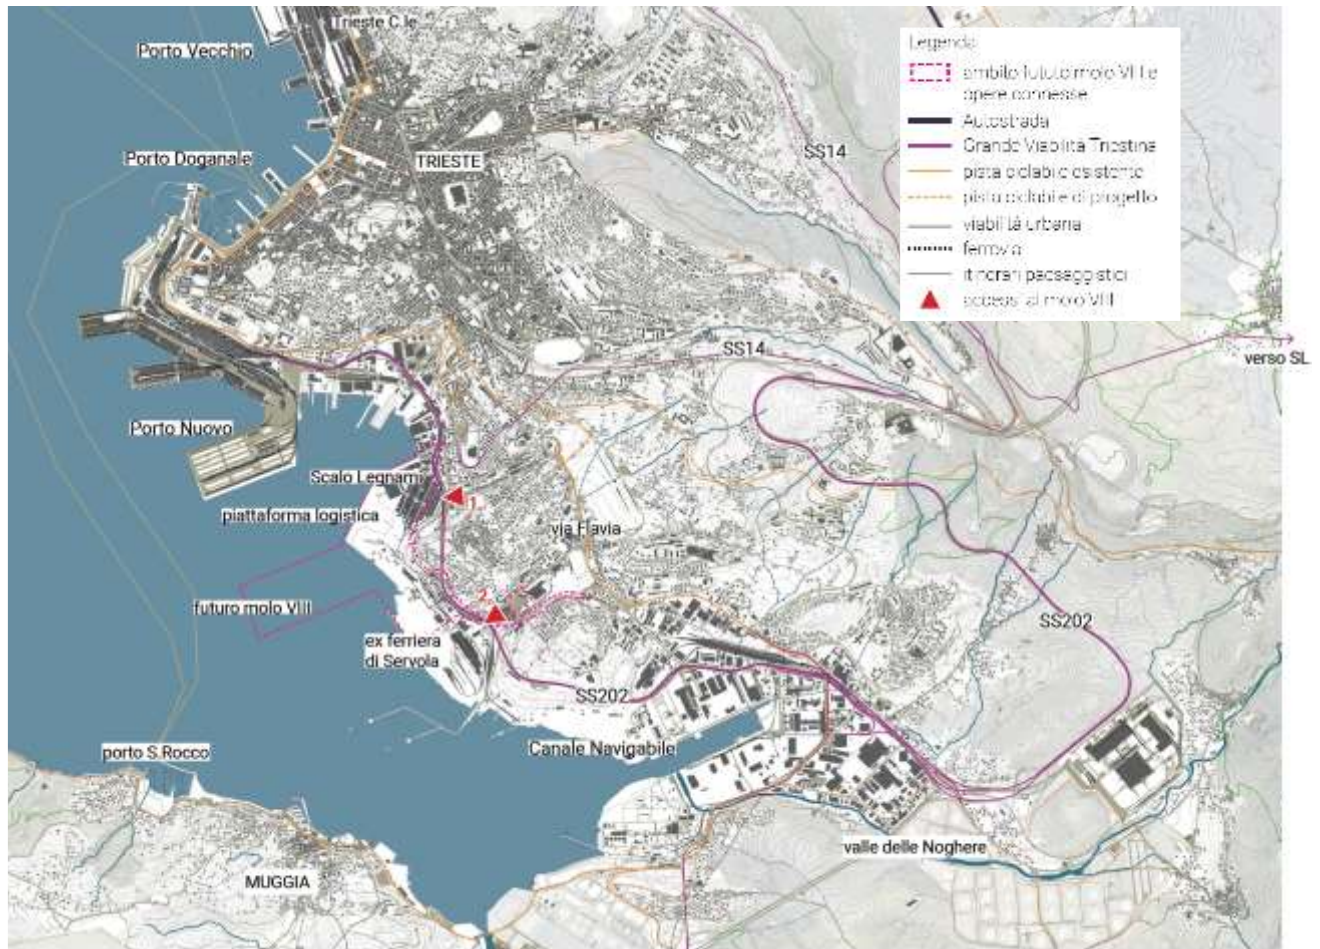 Trieste C.le
Porto Vecchio
Porto Doganale
TRIESTE
SS14
Legenda
ambito futuro molo VIII e
opere connesse
Autostrada
Grande Viabilità Triestina
pista ciclabile esistente
pista ciclabile di progetto
viabilità urbana
ferrovia
itinerari paesaggistici
accessi al molo VIII
SS14
verso SL
Porto Nuovo
Scalo Legnami
1.
piattaforma logistica
via Flavia
futuro molo VIII
2.
ex ferriera
di Servola
SS202
SS202
Canale Navigabile
porto S.Rocco
valle delle Noghere
MUGGIA